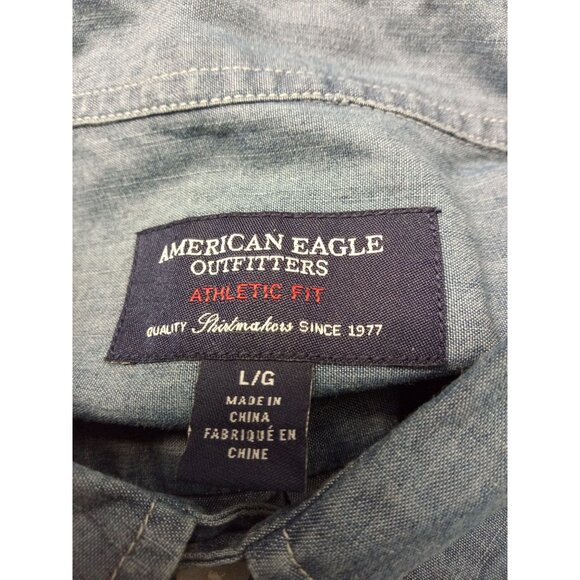 AMERICAN EAGLE
OUTFITTERS
ATHLETIC FIT
QUALITY Shirtmakers SINCE 1977
L/G
MADE IN
CHINA
FABRIQUÉ EN
CHINE